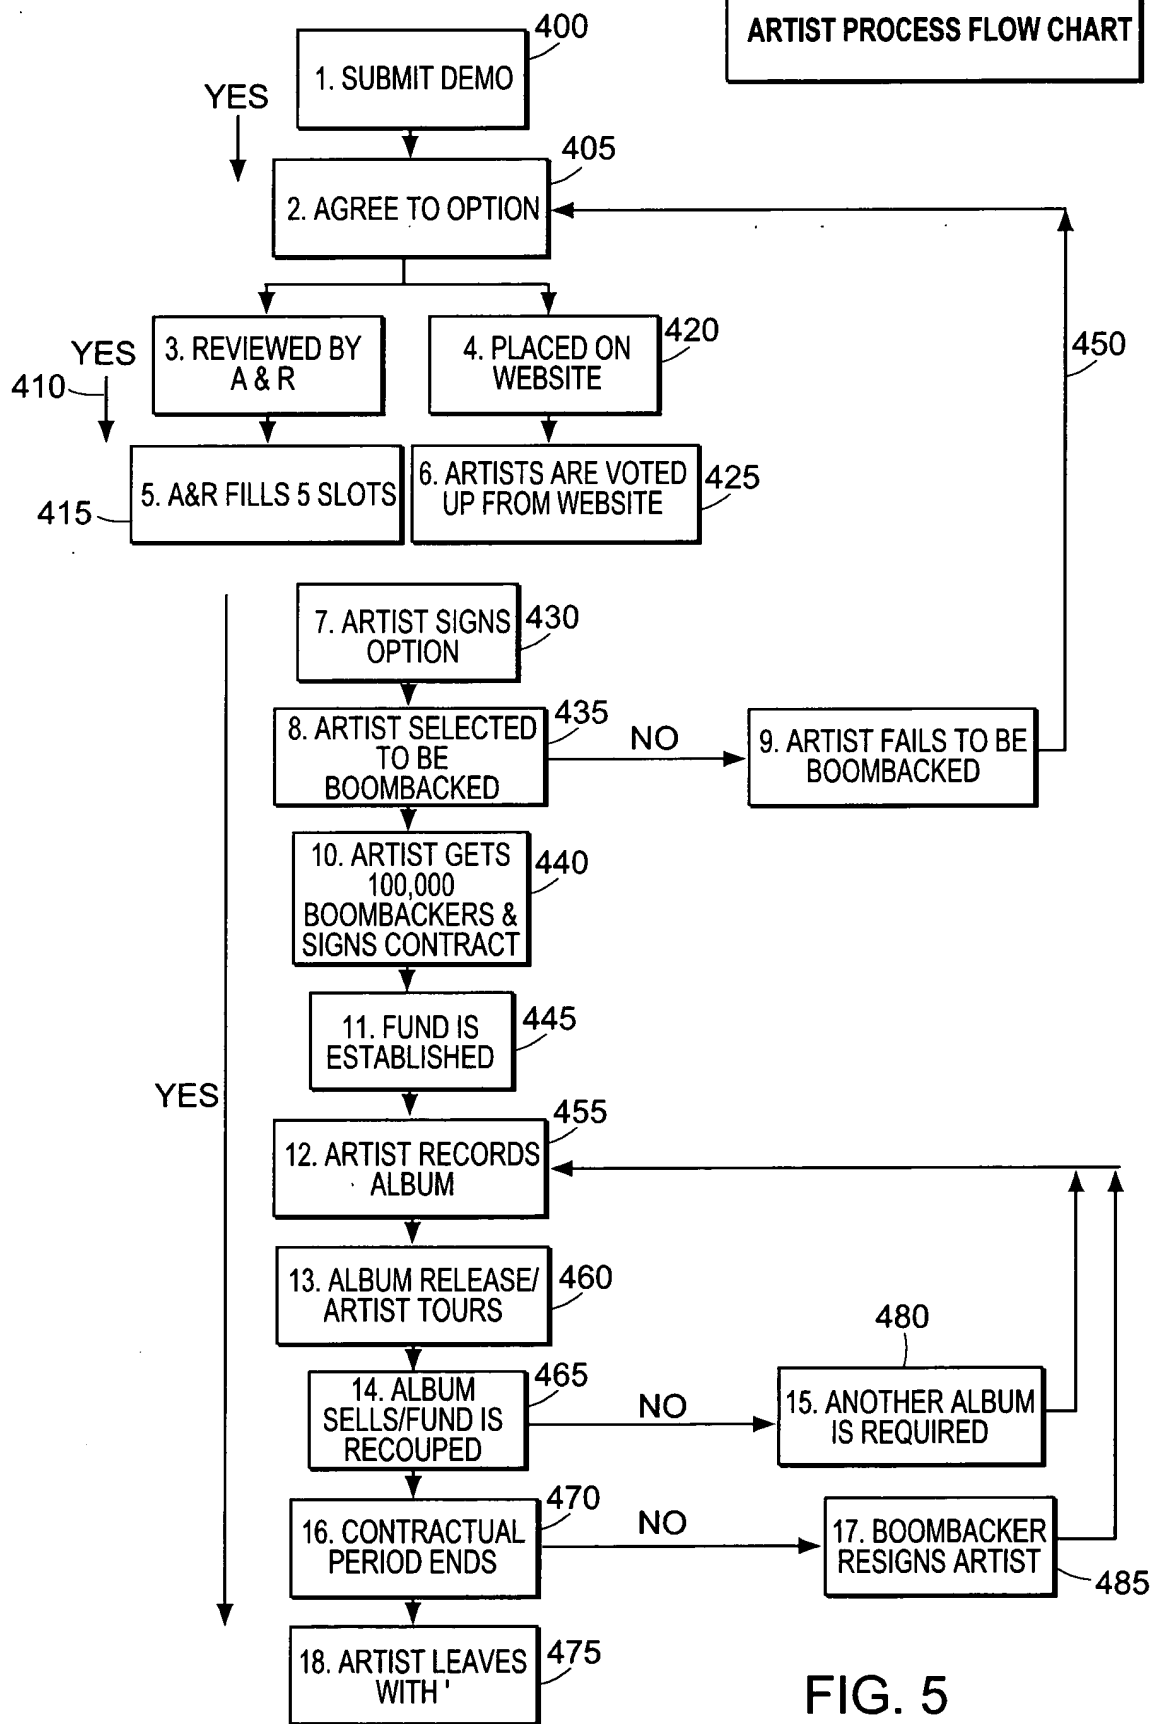 ARTIST PROCESS FLOW CHART
400
1. SUBMIT DEMO
YES
405
2. AGREE TO OPTION
3. REVIEWED BY
A & R
YES
410
4. PLACED ON
WEBSITE
420
450
5. A&R FILLS 5 SLOTS
415
6. ARTISTS ARE VOTED
UP FROM WEBSITE
425
7. ARTIST SIGNS
OPTION
430
8. ARTIST SELECTED
TO BE
BOOMBACKED
435
NO
9. ARTIST FAILS TO BE
BOOMBACKED
10. ARTIST GETS
100,000
BOOMBACKERS &
SIGNS CONTRACT
440
11. FUND IS
ESTABLISHED
445
YES
455
12. ARTIST RECORDS
ALBUM
13. ALBUM RELEASE/
ARTIST TOURS
460
14. ALBUM
SELLS/FUND IS
RECOUPED
465
NO
480
15. ANOTHER ALBUM
IS REQUIRED
16. CONTRACTUAL
PERIOD ENDS
470
NO
17. BOOMBACKER
RESIGNS ARTIST
485
18. ARTIST LEAVES
WITH '
475
FIG. 5